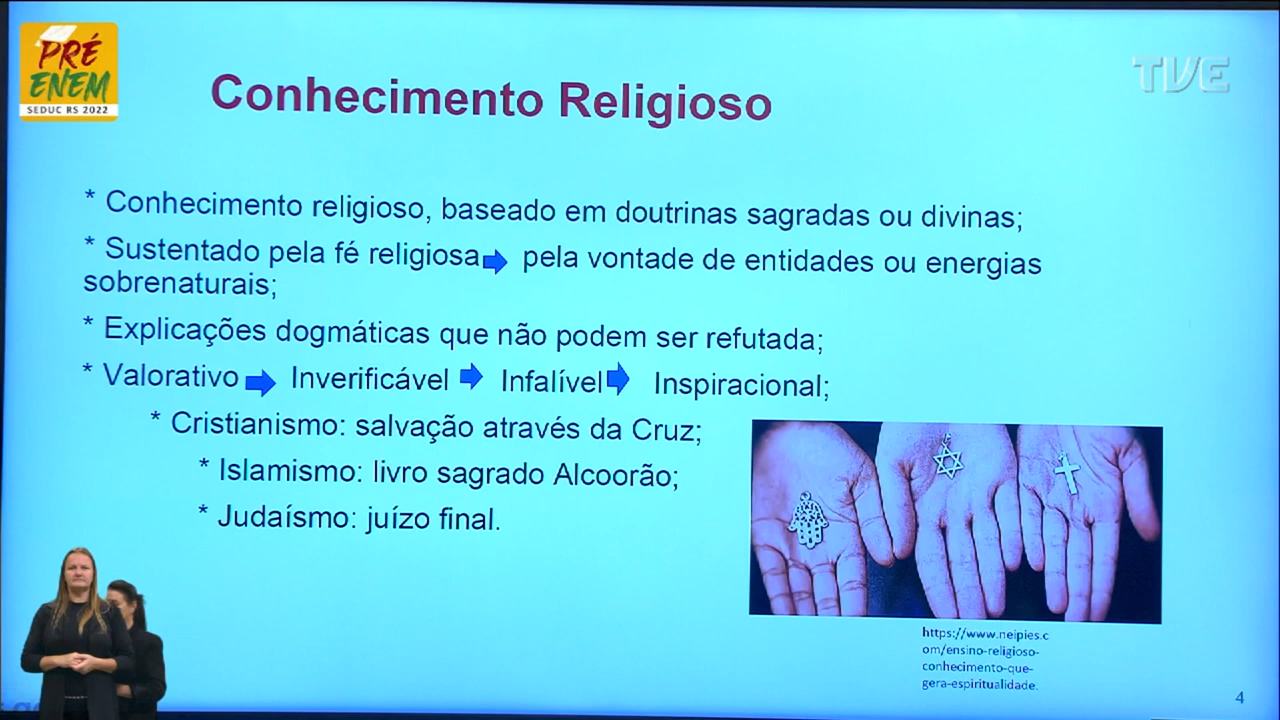 PRÉ
ENEM
SEDUC RS 2022
TVE
Conhecimento Religioso
* Conhecimento religioso, baseado em doutrinas sagradas ou divinas;
* Sustentado pela fé religiosa pela vontade de entidades ou energias
sobrenaturais;
* Explicações dogmáticas que não podem ser refutada;
* Valorativo Inverificável Infalível Inspiracional;
* Cristianismo: salvação através da Cruz;
* Islamismo: livro sagrado Alcoorão;
* Judaísmo: juízo final.
https://www.neipies.c
om/ensino-religioso-
conhecimento-que-
gera-espiritualidade.
4